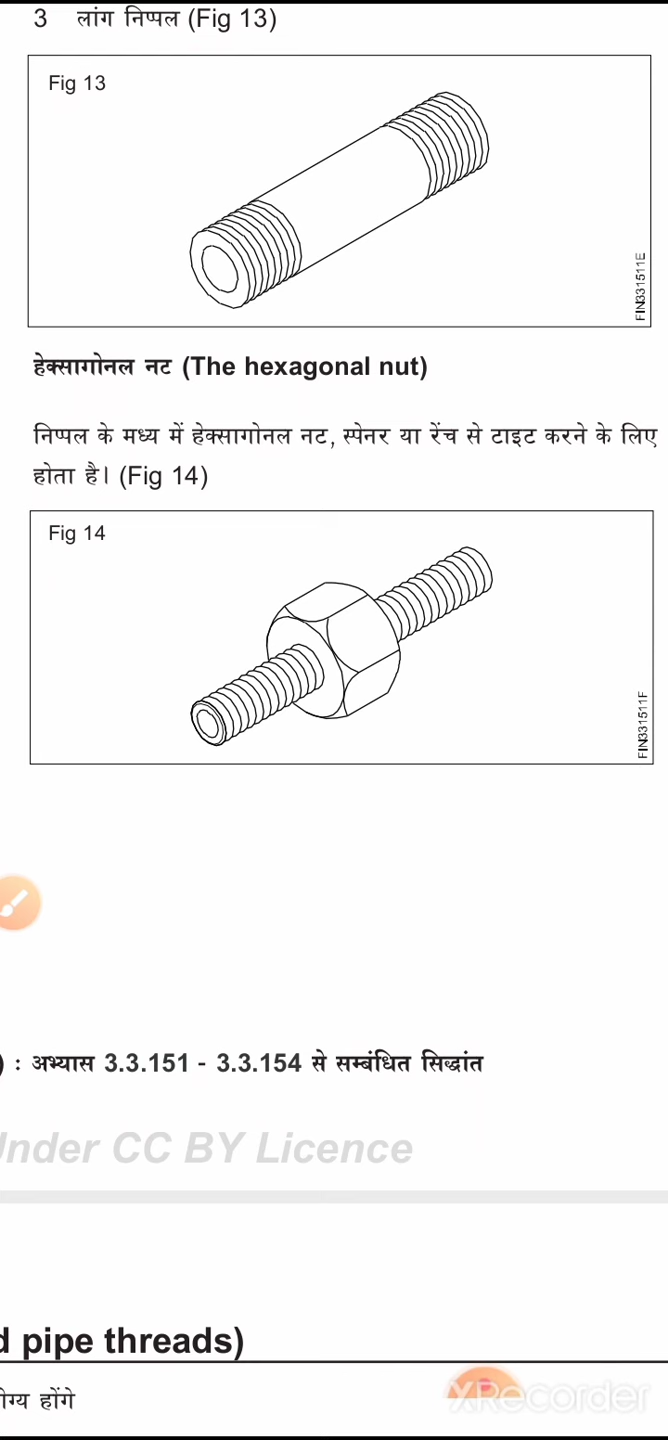 3 लांग निप्पल (Fig 13)
Fig 13
FIN331511E
हेक्सागोनल नट (The hexagonal nut)
निप्पल के मध्य में हेक्सागोनल नट, स्पेनर या रेंच से टाइट करने के लिए
होता है। (Fig 14)
Fig 14
FIN331511F
) : अभ्यास 3.3.151 - 3.3.154 से सम्बंधित सिद्धांत
Under CC BY Licence
d pipe threads)
होंगे
XRecorder